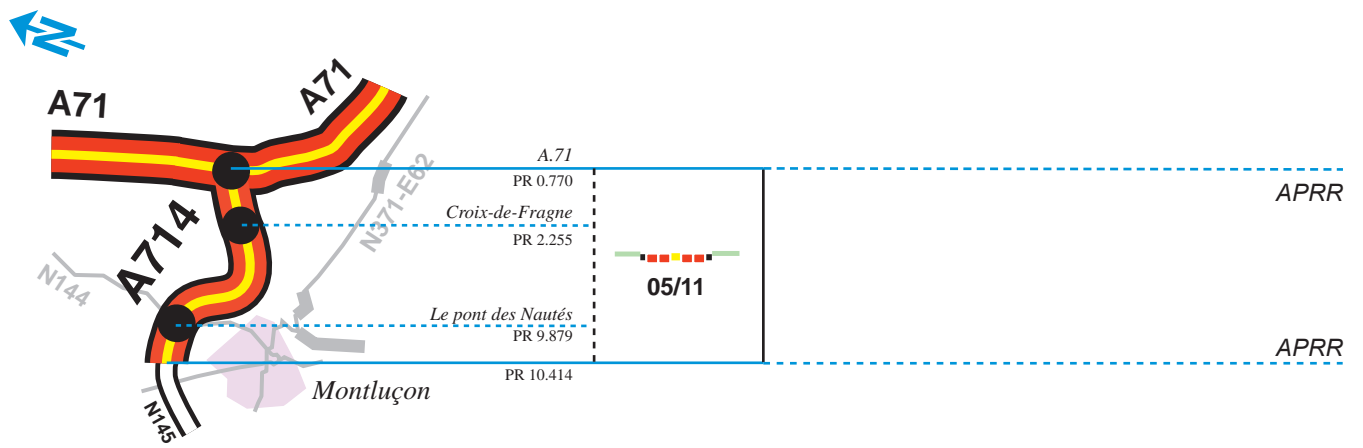 N
A71
A71
A.71
PR 0.770
APRR
N371-E62
Croix-de-Fragne
PR 2.255
A714
N144
05/11
Le pont des Nautés
PR 9.879
APRR
PR 10.414
Montluçon
N145